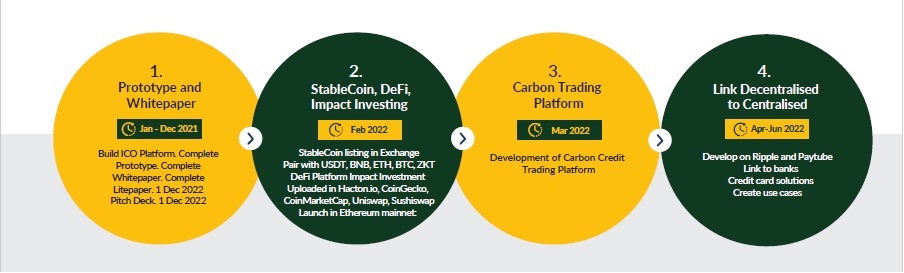 1.
Prototype and
Whitepaper
Jan - Dec 2021
Build ICO Platform. Complete
Prototype. Complete
Whitepaper. Complete
Litepaper. 1 Dec 2022
Pitch Deck. 1 Dec 2022
2.
StableCoin, DeFi,
Impact Investing
Feb 2022
StableCoin listing in Exchange
Pair with USDT, BNB, ETH, BTC, ZKT
DeFi Platform Impact Investment
Uploaded in Hacton.io, CoinGecko,
CoinMarketCap, Uniswap, Sushiswap
Launch in Ethereum mainnet:
3.
Carbon Trading
Platform
Mar 2022
Development of Carbon Credit
Trading Platform
4.
Link Decentralised
to Centralised
Apr-Jun 2022
Develop on Ripple and Paytube
Link to banks
Credit card solutions
Create use cases